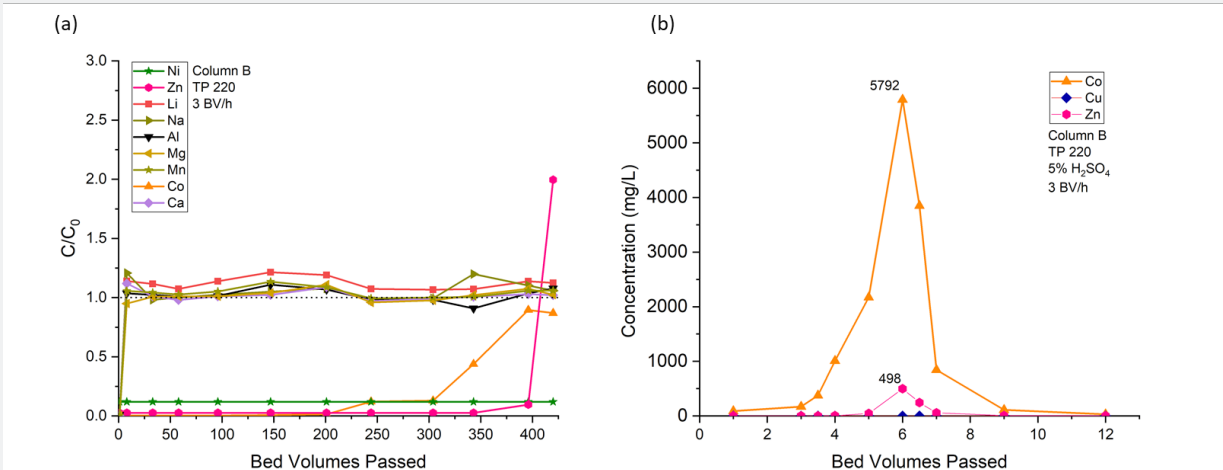 (a)
3.0
2.5
2.0
1.5
1.0
0.5
0.0
C/C₀
Ni
Zn
Li
Na
Al
Mg
Mn
Co
Ca
Column B
TP 220
3 BV/h
0 50 100 150 200 250 300 350 400
Bed Volumes Passed
(b)
6000
5000
4000
3000
2000
1000
0
Concentration (mg/L)
5792
498
Co
Cu
Zn
Column B
TP 220
5% H₂SO₄
3 BV/h
0 2 4 6 8 10 12
Bed Volumes Passed